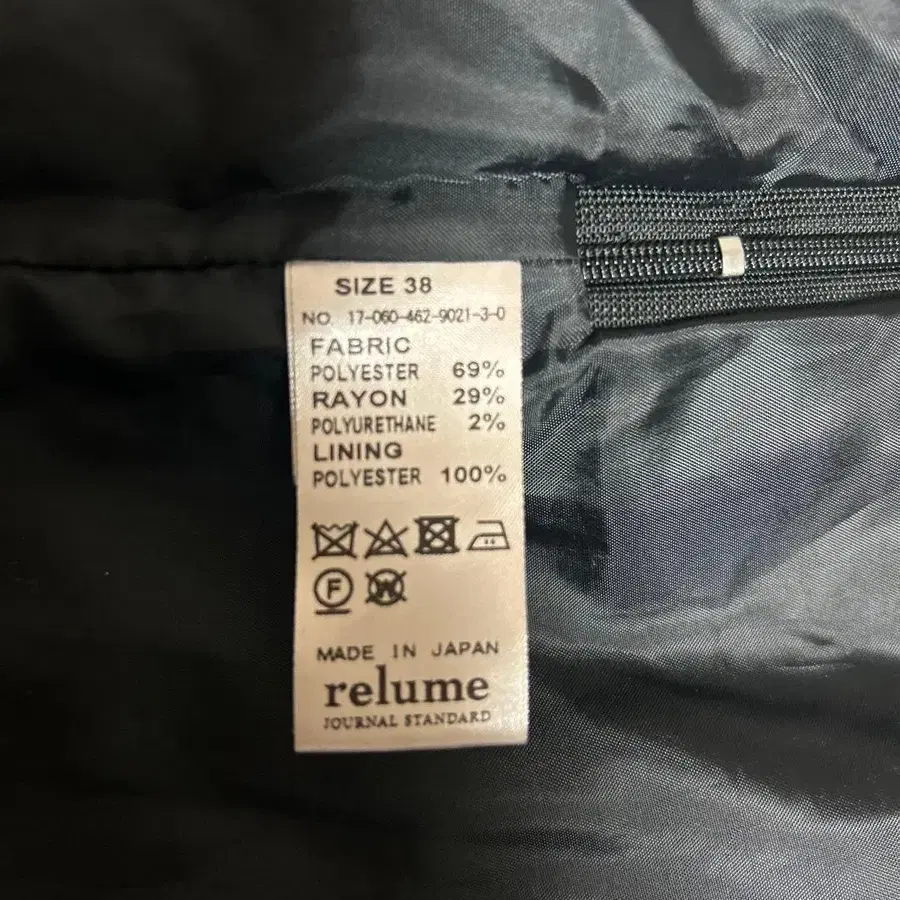 SIZE 38
NO. 17-060-462-9021-3-0
FABRIC
POLYESTER 69%
RAYON 29%
POLYURETHANE 2%
LINING
POLYESTER 100%
F W
MADE IN JAPAN
relume
JOURNAL STANDARD